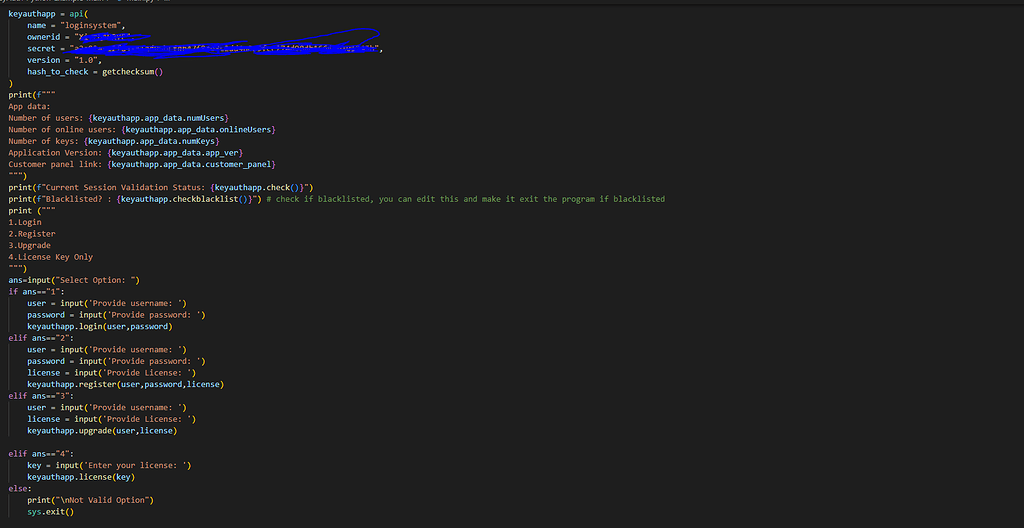 keyauthapp = api(
name = "loginsystem",
ownerid =
secret =
version = "1.0",
hash_to_check = getchecksum()
)
print(f"""
App data:
Number of users: {keyauthapp.app_data.numUsers}
Number of online users: {keyauthapp.app_data.onlineUsers}
Number of keys: {keyauthapp.app_data.numKeys}
Application Version: {keyauthapp.app_data.app_ver}
Customer panel link: {keyauthapp.app_data.customer_panel}
""")
print(f"Current Session Validation Status: {keyauthapp.check()}")
print(f"Blacklisted? : {keyauthapp.checkblacklist()}") # check if blacklisted, you can edit this and make it exit the program if blacklisted
print ("""
1.Login
2.Register
3.Upgrade
4.License Key Only
""")
ans=input("Select Option: ")
if ans=="1":
user = input('Provide username: ')
password = input('Provide password: ')
keyauthapp.login(user,password)
elif ans=="2":
user = input('Provide username: ')
password = input('Provide password: ')
license = input('Provide License: ')
keyauthapp.register(user,password,license)
elif ans=="3":
user = input('Provide username: ')
license = input('Provide License: ')
keyauthapp.upgrade(user,license)
elif ans=="4":
key = input('Enter your license: ')
keyauthapp.license(key)
else:
print("\nNot Valid Option")
sys.exit()